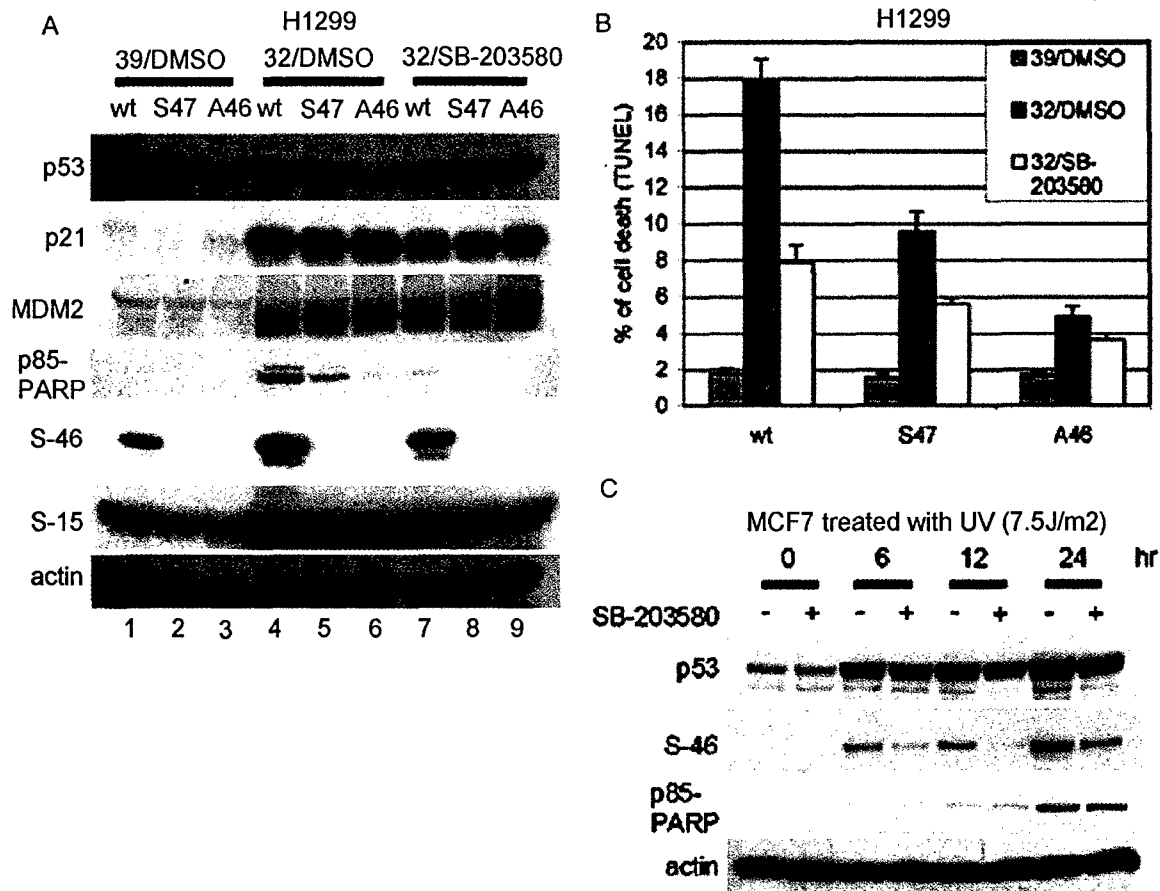 A
H1299
39/DMSO 32/DMSO 32/SB-203580
wt S47 A46 wt S47 A46 wt S47 A46
p53
p21
MDM2
p85-
PARP
S-46
S-15
actin
1 2 3 4 5 6 7 8 9
B
H1299
% of cell death (TUNEL)
20
18
16
14
12
10
8
6
4
2
0
39/DMSO
32/DMSO
32/SB-
203580
wt S47 A46
C
MCF7 treated with UV (7.5J/m2)
0 6 12 24 hr
SB-203580 - + - + - + - +
p53
S-46
p85-
PARP
actin